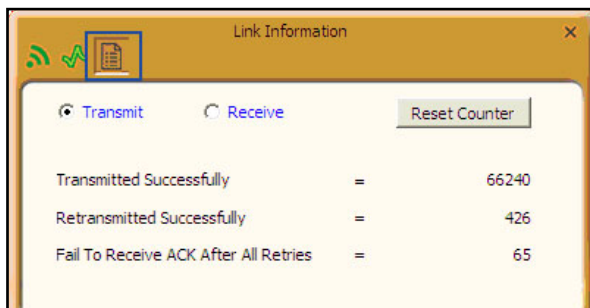 Link Information
Transmit Receive Reset Counter
Transmitted Successfully = 66240
Retransmitted Successfully = 426
Fail To Receive ACK After All Retries = 65